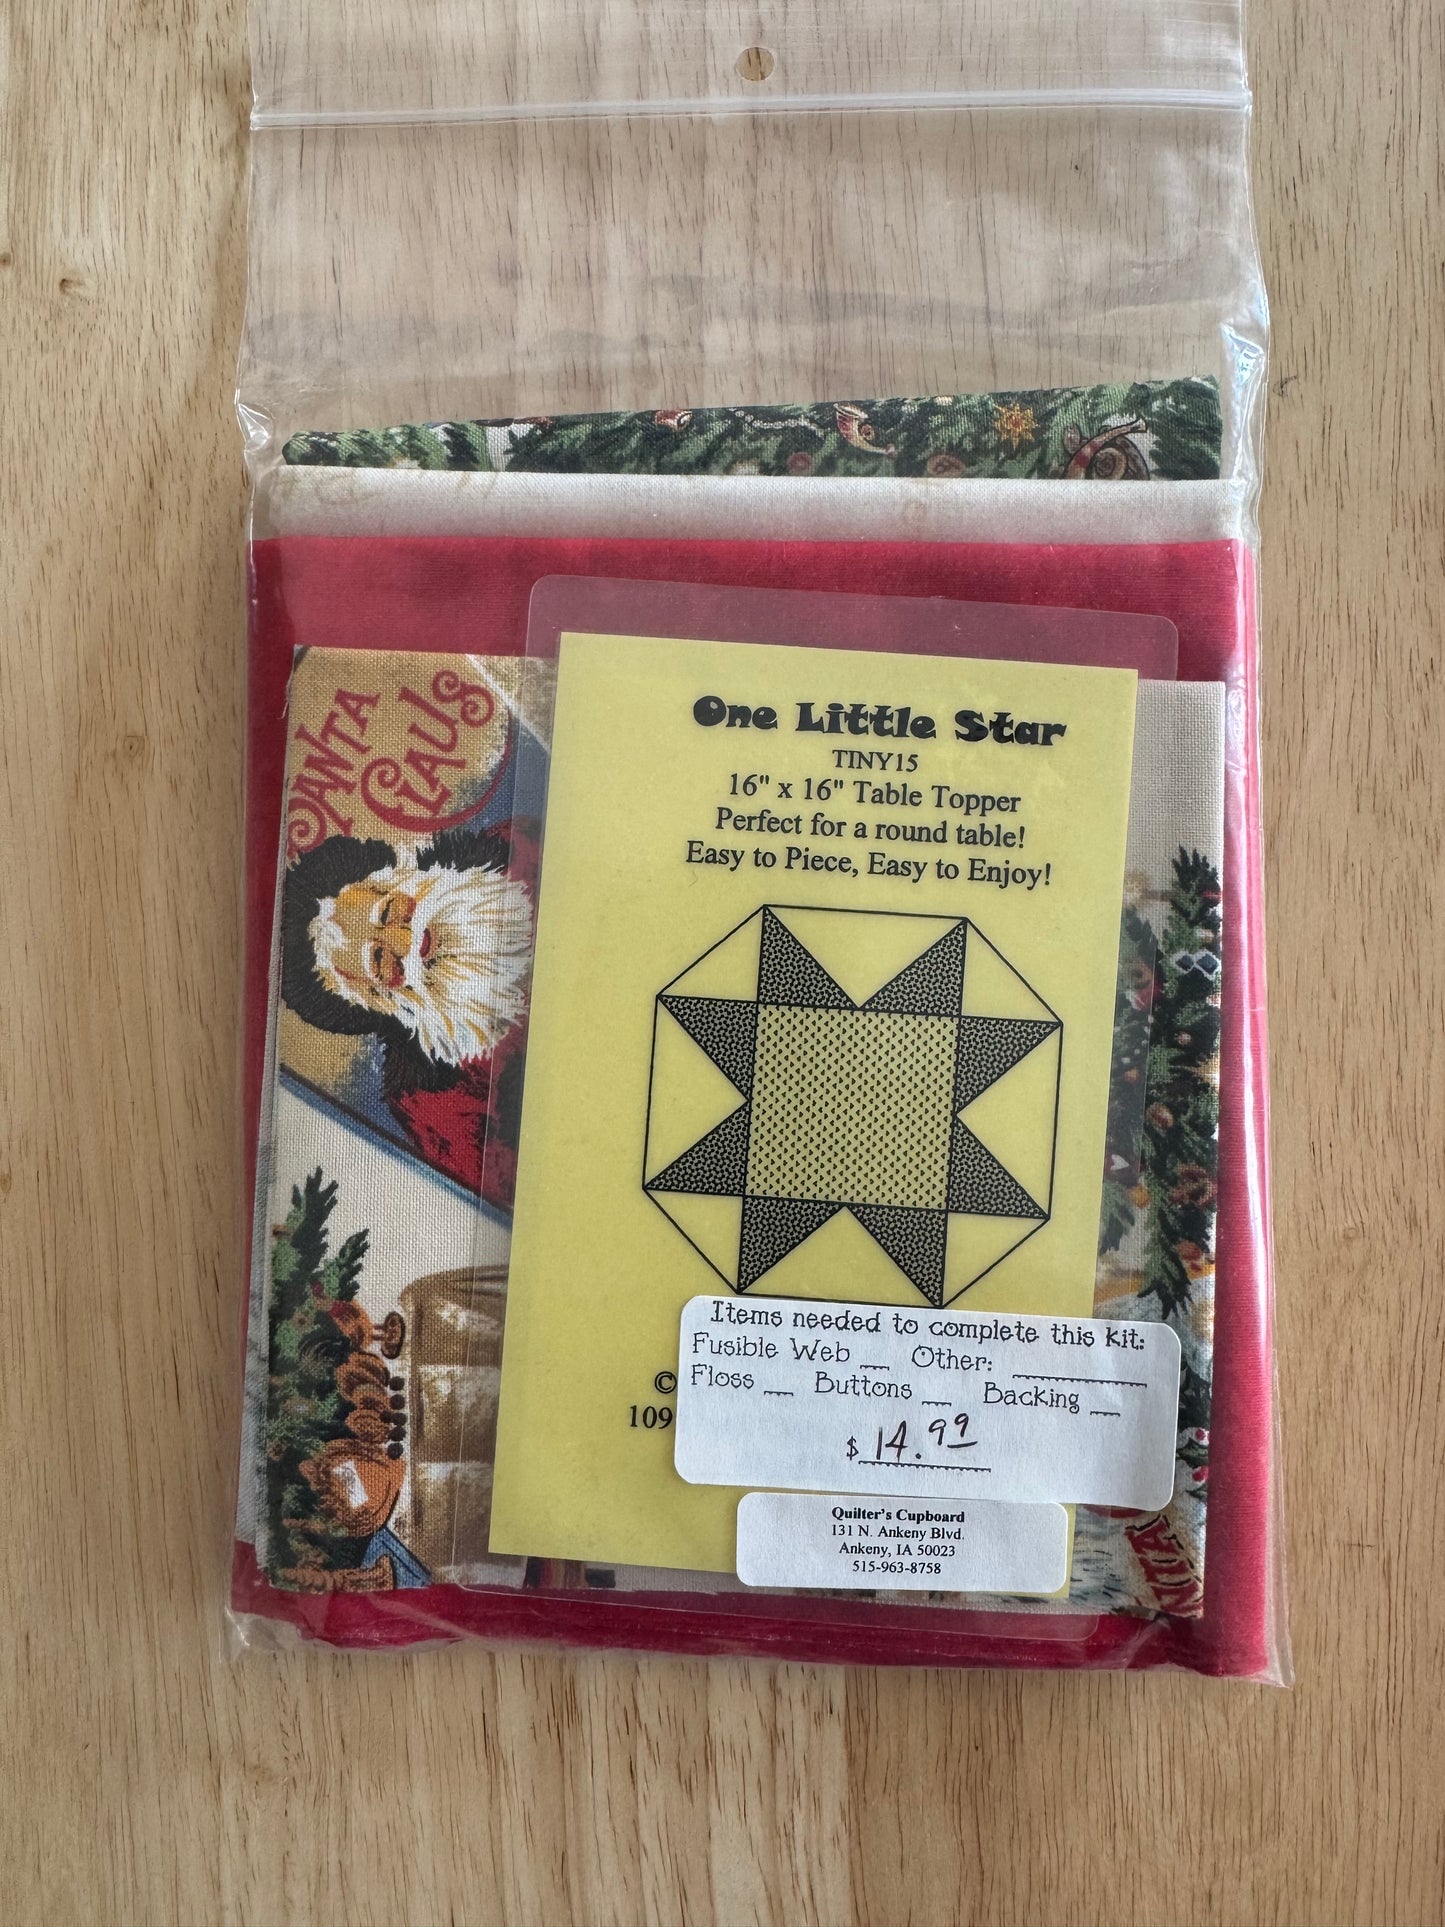 SANTA
CLAUS
One Little Star
TINY15
16" x 16" Table Topper
Perfect for a round table!
Easy to Piece, Easy to Enjoy!
©
109
Items needed to complete this kit:
Fusible Web __ Other: ________
Floss __ Buttons __ Backing __
$ 14.99
Quilter's Cupboard
131 N. Ankeny Blvd.
Ankeny, IA 50023
515-963-8758